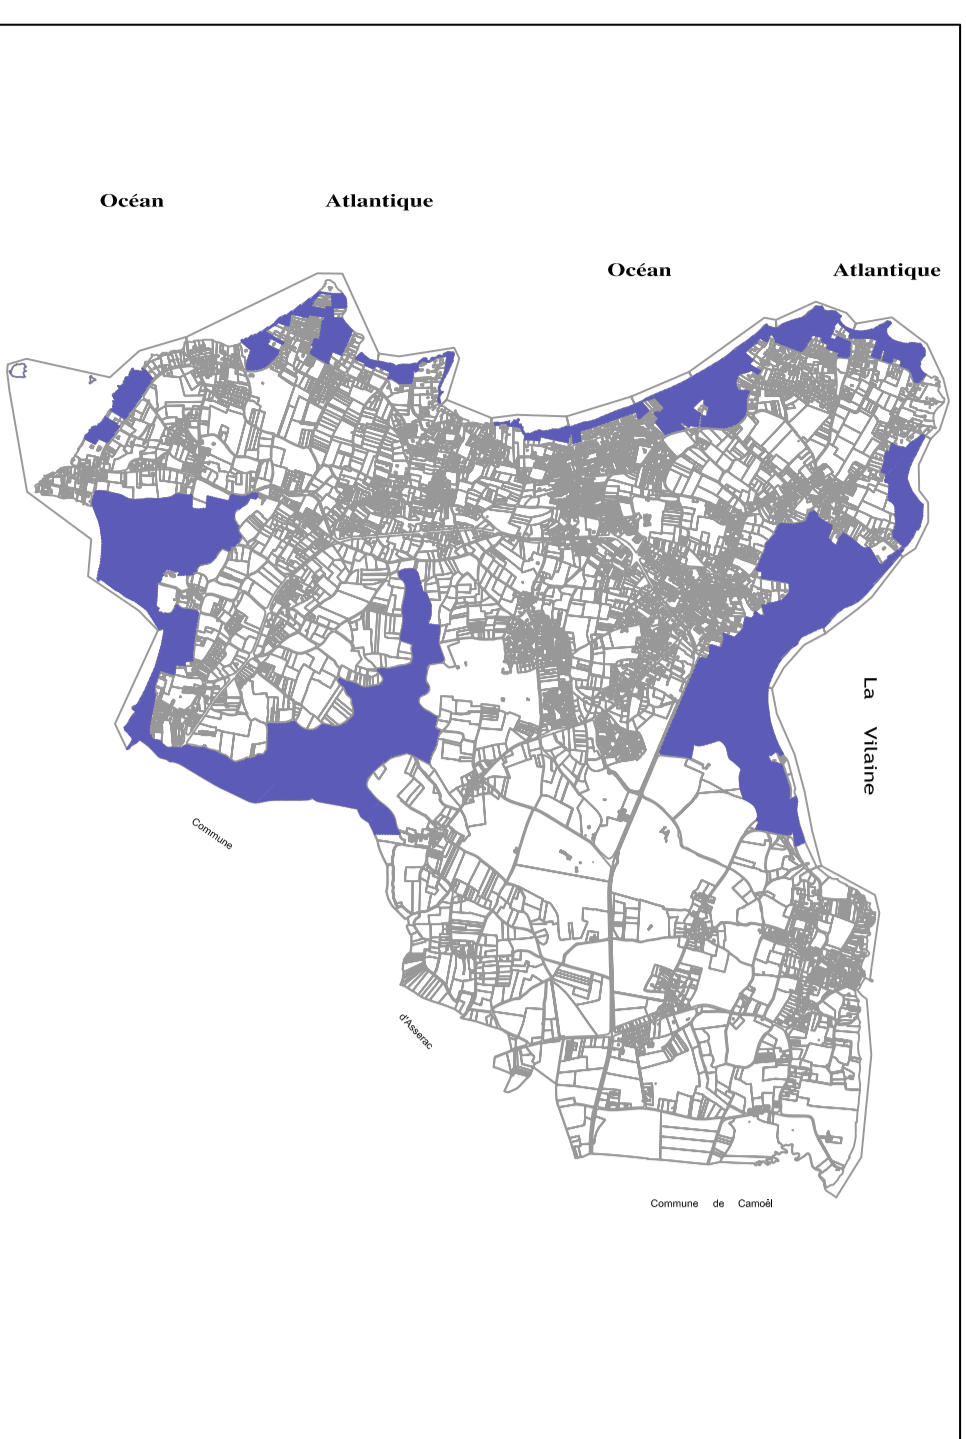 Océan Atlantique
Océan Atlantique
La Vilaine
Commune
d'Asserac
Commune de Camoël